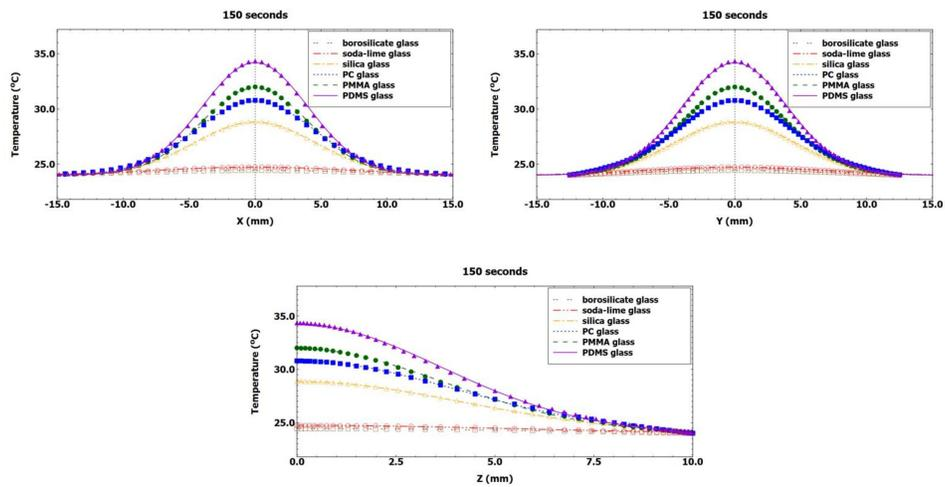 150 seconds
35.0
30.0
25.0
Temperature (°C)
borosilicate glass
soda-lime glass
silica glass
PC glass
PMMA glass
PDMS glass
-15.0 -10.0 -5.0 0.0 5.0 10.0 15.0
X (mm)
150 seconds
35.0
30.0
25.0
Temperature (°C)
borosilicate glass
soda-lime glass
silica glass
PC glass
PMMA glass
PDMS glass
-15.0 -10.0 -5.0 0.0 5.0 10.0 15.0
Y (mm)
150 seconds
35.0
30.0
25.0
Temperature (°C)
borosilicate glass
soda-lime glass
silica glass
PC glass
PMMA glass
PDMS glass
0.0 2.5 5.0 7.5 10.0
Z (mm)